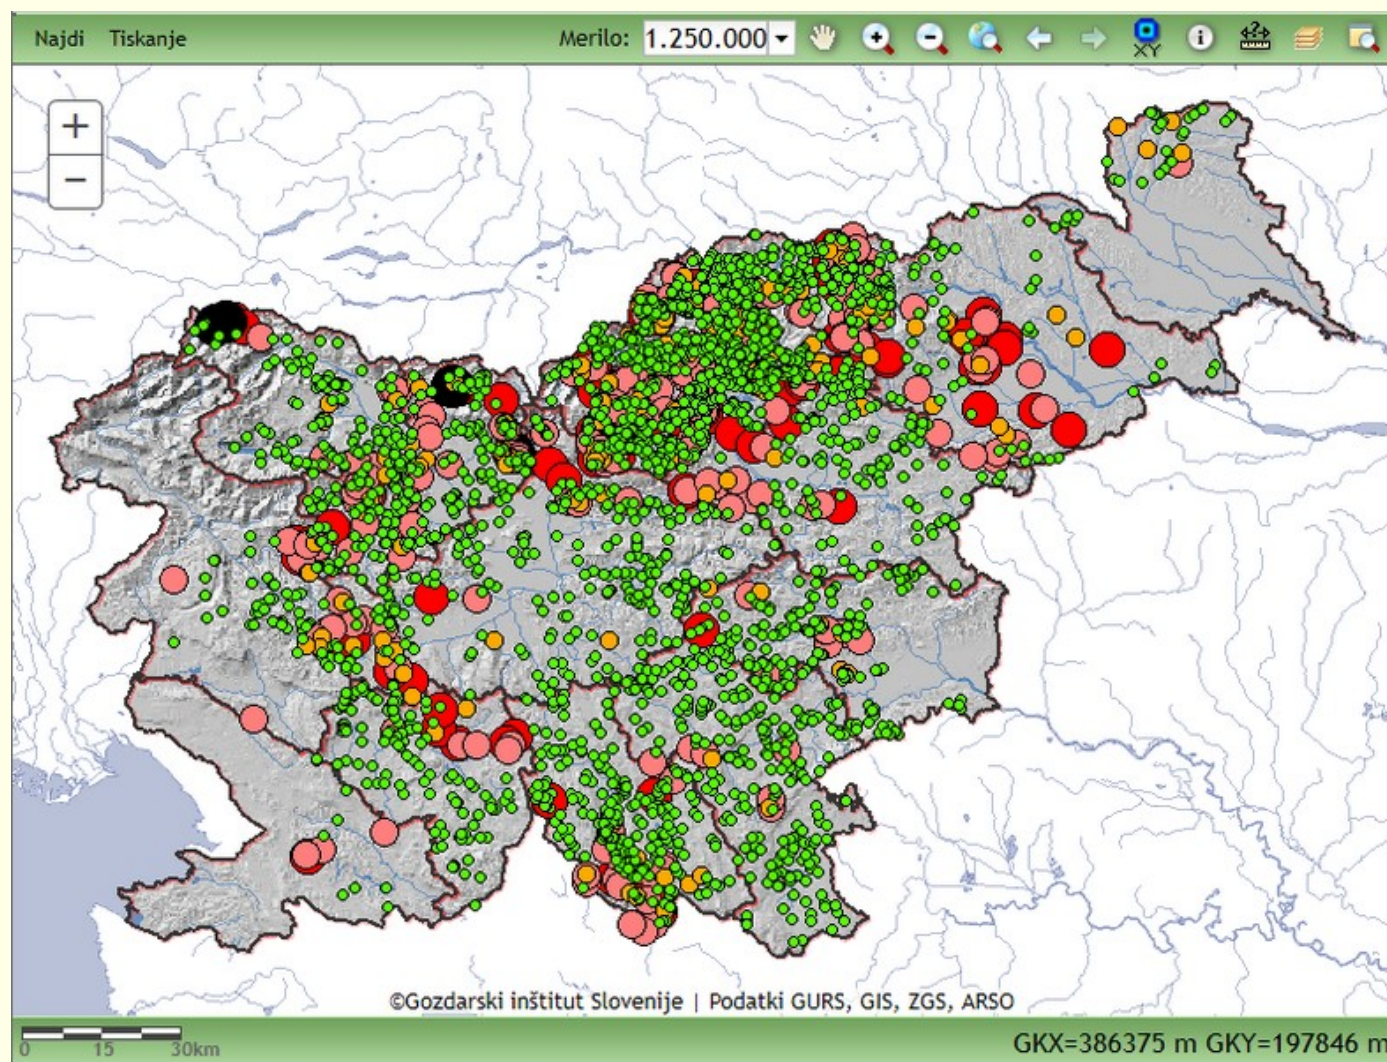 Najdi Tiskanje Merilo: 1.250.000 XY
+
−
©Gozdarski inštitut Slovenije | Podatki GURS, GIS, ZGS, ARSO
0 15 30km GKX=386375 m GKY=197846 m